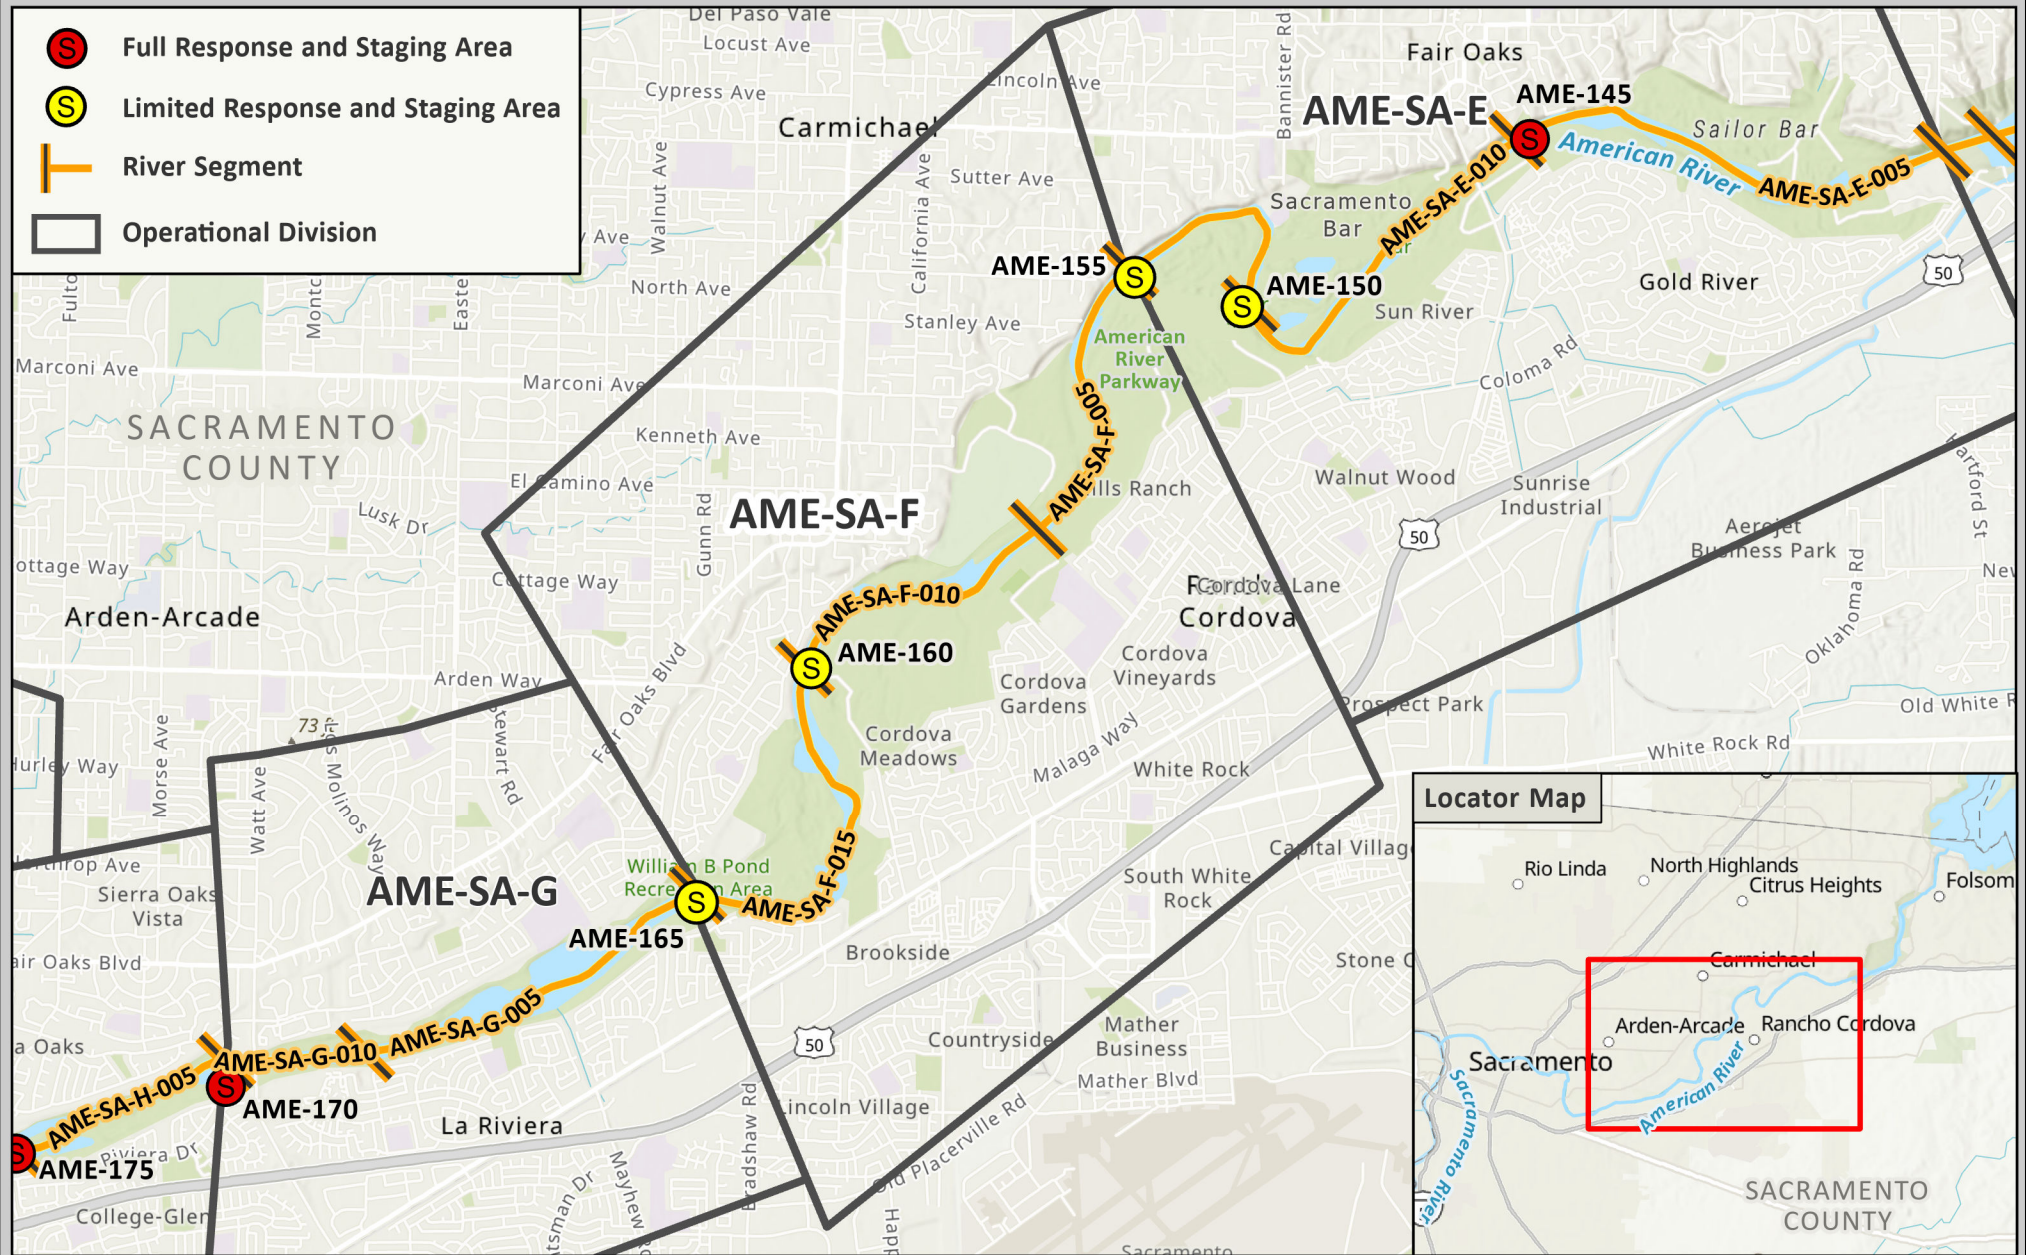 S Full Response and Staging Area
S Limited Response and Staging Area
River Segment
Operational Division
Del Paso Vale
Locust Ave
Cypress Ave
Lincoln Ave
Carmichael
Walnut Ave
California Ave
Sutter Ave
Bannister Rd
Fair Oaks
AME-SA-E
AME-145
S
Sailor Bar
American River
AME-SA-E-005
AME-SA-E-010
Sacramento
Bar
Gold River
50
AME-155
S
AME-150
S
Sun River
Coloma Rd
North Ave
Stanley Ave
American
River
Parkway
Marconi Ave
Marconi Ave
SACRAMENTO
COUNTY
Kenneth Ave
El Camino Ave
Lusk Dr
Gunn Rd
AME-SA-F
AME-SA-F-005
Walnut Wood
Sunrise
Industrial
50
Aerojet
Business Park
Hartford St
Oklahoma Rd
Cottage Way
Arden-Arcade
AME-SA-F-010
AME-160
S
Cordova Lane
Cordova
Cordova
Vineyards
Cordova
Gardens
Prospect Park
Old White R
White Rock Rd
Arden Way
Fair Oaks Blvd
Stewart Rd
Morse Ave
Watt Ave
Los Molinos Way
Cordova
Meadows
Malaga Way
White Rock
AME-SA-F-015
William B Pond
Recreation Area
AME-SA-G
S
AME-165
Sierra Oaks
Vista
South White
Rock
Brookside
Countryside
Mather
Business
Mather Blvd
50
AME-SA-G-005
AME-SA-G-010
AME-SA-H-005
S
AME-170
S
AME-175
Riviera Dr
La Riviera
Lincoln Village
Bradshaw Rd
Old Placerville Rd
College-Glen
Sacramento
Locator Map
Rio Linda
North Highlands
Citrus Heights
Folsom
Carmichael
Arden-Arcade
Rancho Cordova
Sacramento
American River
Sacramento River
SACRAMENTO
COUNTY